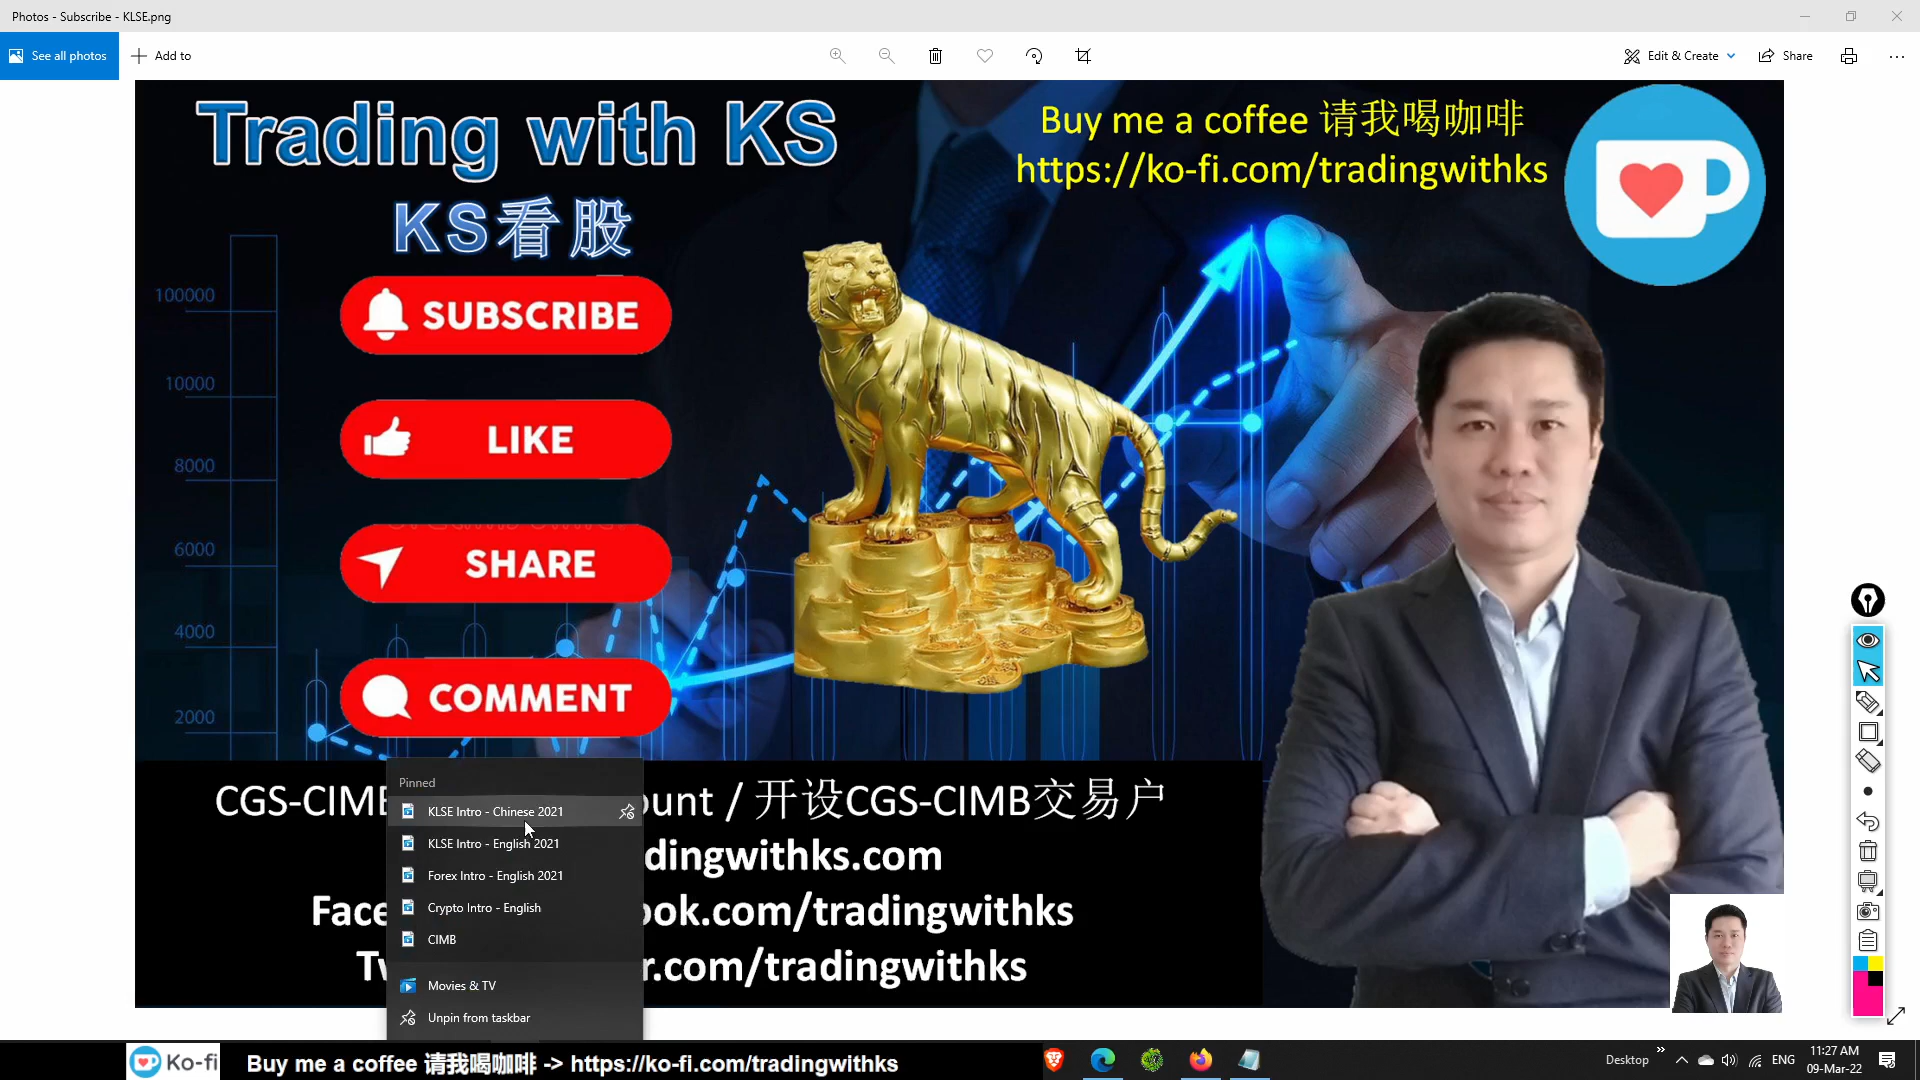 Photos - Subscribe - KLSE.png
See all photos
Add to
Edit & Create
Share
Trading with KS
KS看股
Buy me a coffee 请我喝咖啡
https://ko-fi.com/tradingwithks
100000
10000
8000
6000
4000
2000
SUBSCRIBE
LIKE
SHARE
COMMENT
CGS-CIMB
ount / 开设CGS-CIMB交易户
dingwithks.com
Face
ook.com/tradingwithks
Tw
r.com/tradingwithks
Pinned
KLSE Intro - Chinese 2021
KLSE Intro - English 2021
Forex Intro - English 2021
Crypto Intro - English
CIMB
Movies & TV
Unpin from taskbar
Ko-fi
Buy me a coffee 请我喝咖啡 -> https://ko-fi.com/tradingwithks
Desktop
ENG
11:27 AM
09-Mar-22